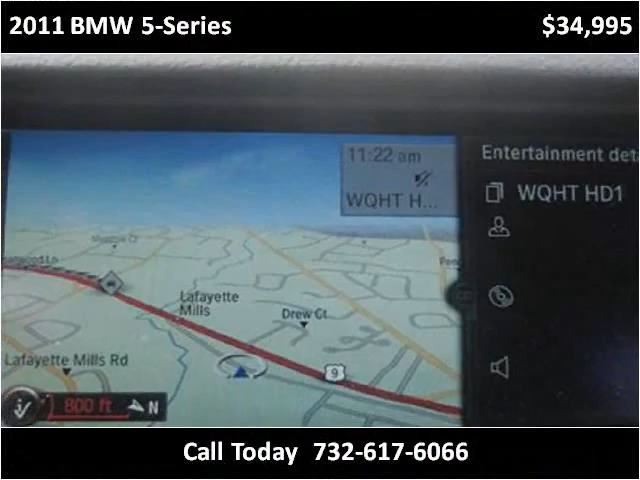 2011 BMW 5-Series $34,995
11:22 am
WQHT H...
Entertainment deta
WQHT HD1
Lafayette
Mills
Drew Ct
9
Lafayette Mills Rd
800 ft N
Call Today 732-617-6066